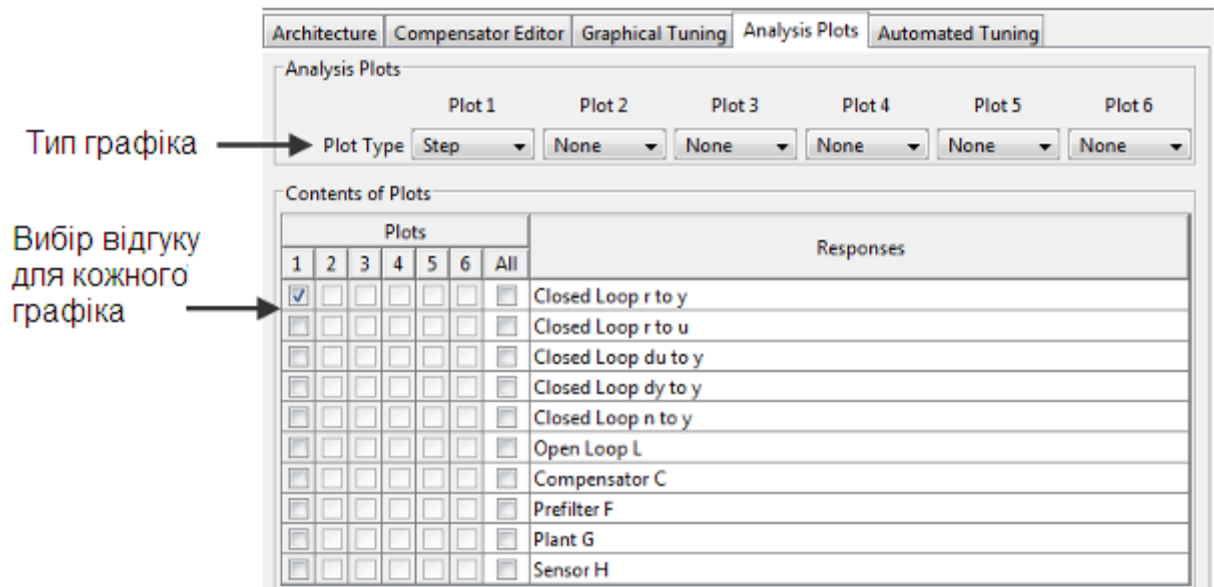 Architecture Compensator Editor Graphical Tuning Analysis Plots Automated Tuning
Analysis Plots
Plot 1 Plot 2 Plot 3 Plot 4 Plot 5 Plot 6
Тип графіка
Plot Type Step None None None None None
Contents of Plots
Вибір відгуку
для кожного
графіка
Plots Responses
1 2 3 4 5 6 All
Closed Loop r to y
Closed Loop r to u
Closed Loop du to y
Closed Loop dy to y
Closed Loop n to y
Open Loop L
Compensator C
Prefilter F
Plant G
Sensor H